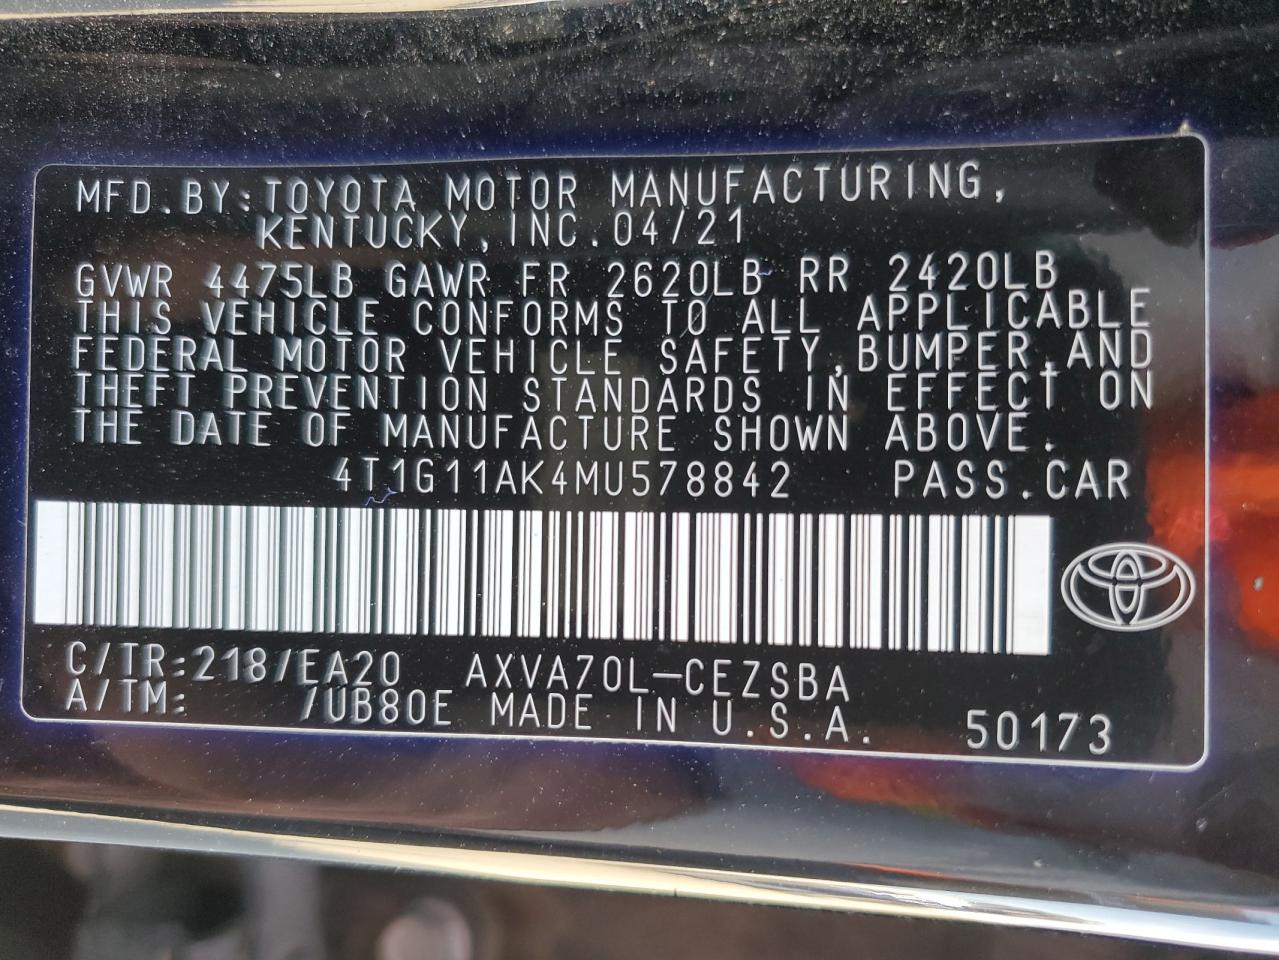 MFD.BY:TOYOTA MOTOR MANUFACTURING,
KENTUCKY,INC.04/21
GVWR 4475LB GAWR FR 2620LB RR 2420LB
THIS VEHICLE CONFORMS TO ALL APPLICABLE
FEDERAL MOTOR VEHICLE SAFETY,BUMPER,AND
THEFT PREVENTION STANDARDS IN EFFECT ON
THE DATE OF MANUFACTURE SHOWN ABOVE.
4T1G11AK4MU578842 PASS.CAR
C/TR:218/EA20 AXVA70L-CEZSBA
A/TM: /UB80E MADE IN U.S.A. 50173